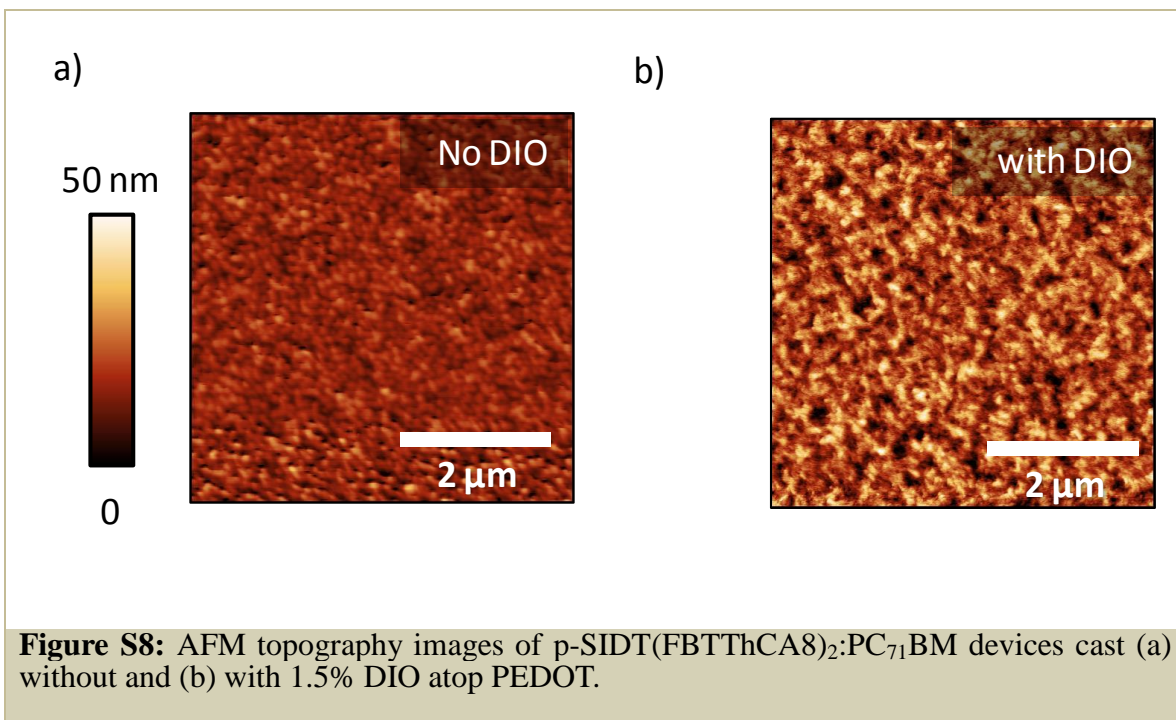 a)
b)
No DIO
with DIO
50 nm
0
2 µm
2 µm
Figure S8: AFM topography images of p-SIDT(FBTThCA8)₂:PC₇₁BM devices cast (a)
without and (b) with 1.5% DIO atop PEDOT.